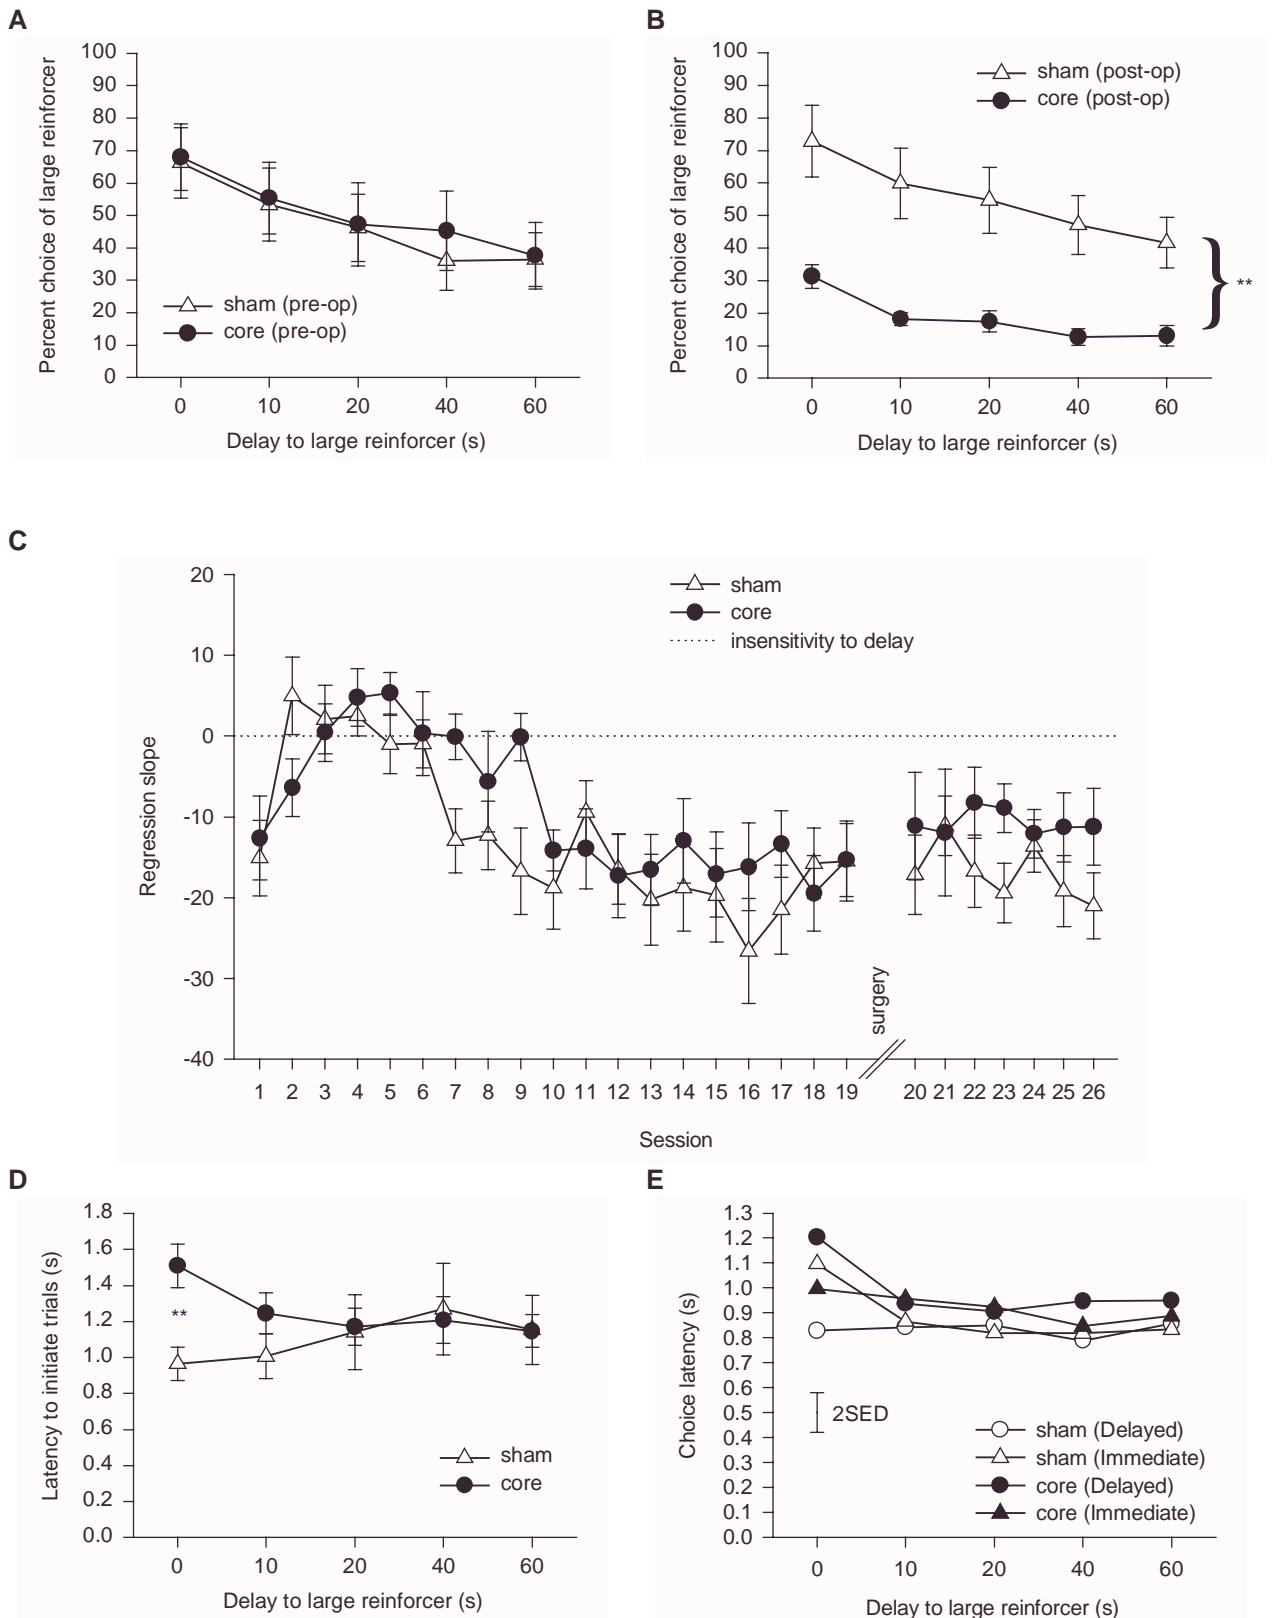 A
Percent choice of large reinforcer
100
90
80
70
60
50
40
30
20
10
0
sham (pre-op)
core (pre-op)
0 10 20 40 60
Delay to large reinforcer (s)
B
Percent choice of large reinforcer
100
90
80
70
60
50
40
30
20
10
0
sham (post-op)
core (post-op)
**
0 10 20 40 60
Delay to large reinforcer (s)
C
Regression slope
20
10
0
-10
-20
-30
-40
sham
core
insensitivity to delay
surgery
1 2 3 4 5 6 7 8 9 10 11 12 13 14 15 16 17 18 19 20 21 22 23 24 25 26
Session
D
Latency to initiate trials (s)
1.8
1.6
1.4
1.2
1.0
0.8
0.6
0.4
0.2
0.0
**
sham
core
0 10 20 40 60
Delay to large reinforcer (s)
E
Choice latency (s)
1.3
1.2
1.1
1.0
0.9
0.8
0.7
0.6
0.5
0.4
0.3
0.2
0.1
0.0
2SED
sham (Delayed)
sham (Immediate)
core (Delayed)
core (Immediate)
0 10 20 40 60
Delay to large reinforcer (s)